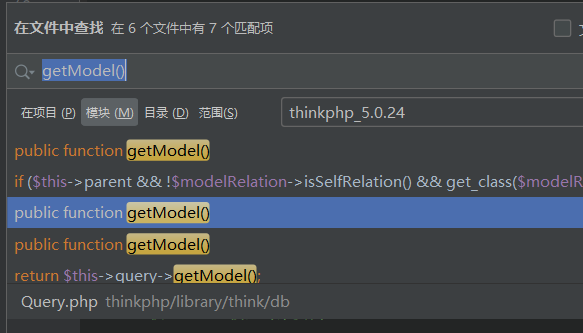 在文件中查找 在 6 个文件中有 7 个匹配项
getModel()
在项目 (P) 模块 (M) 目录 (D) 范围(S) thinkphp_5.0.24
public function getModel()
if ($this->parent && !$modelRelation->isSelfRelation() && get_class($modelR
public function getModel()
public function getModel()
return $this->query->getModel();
Query.php thinkphp/library/think/db